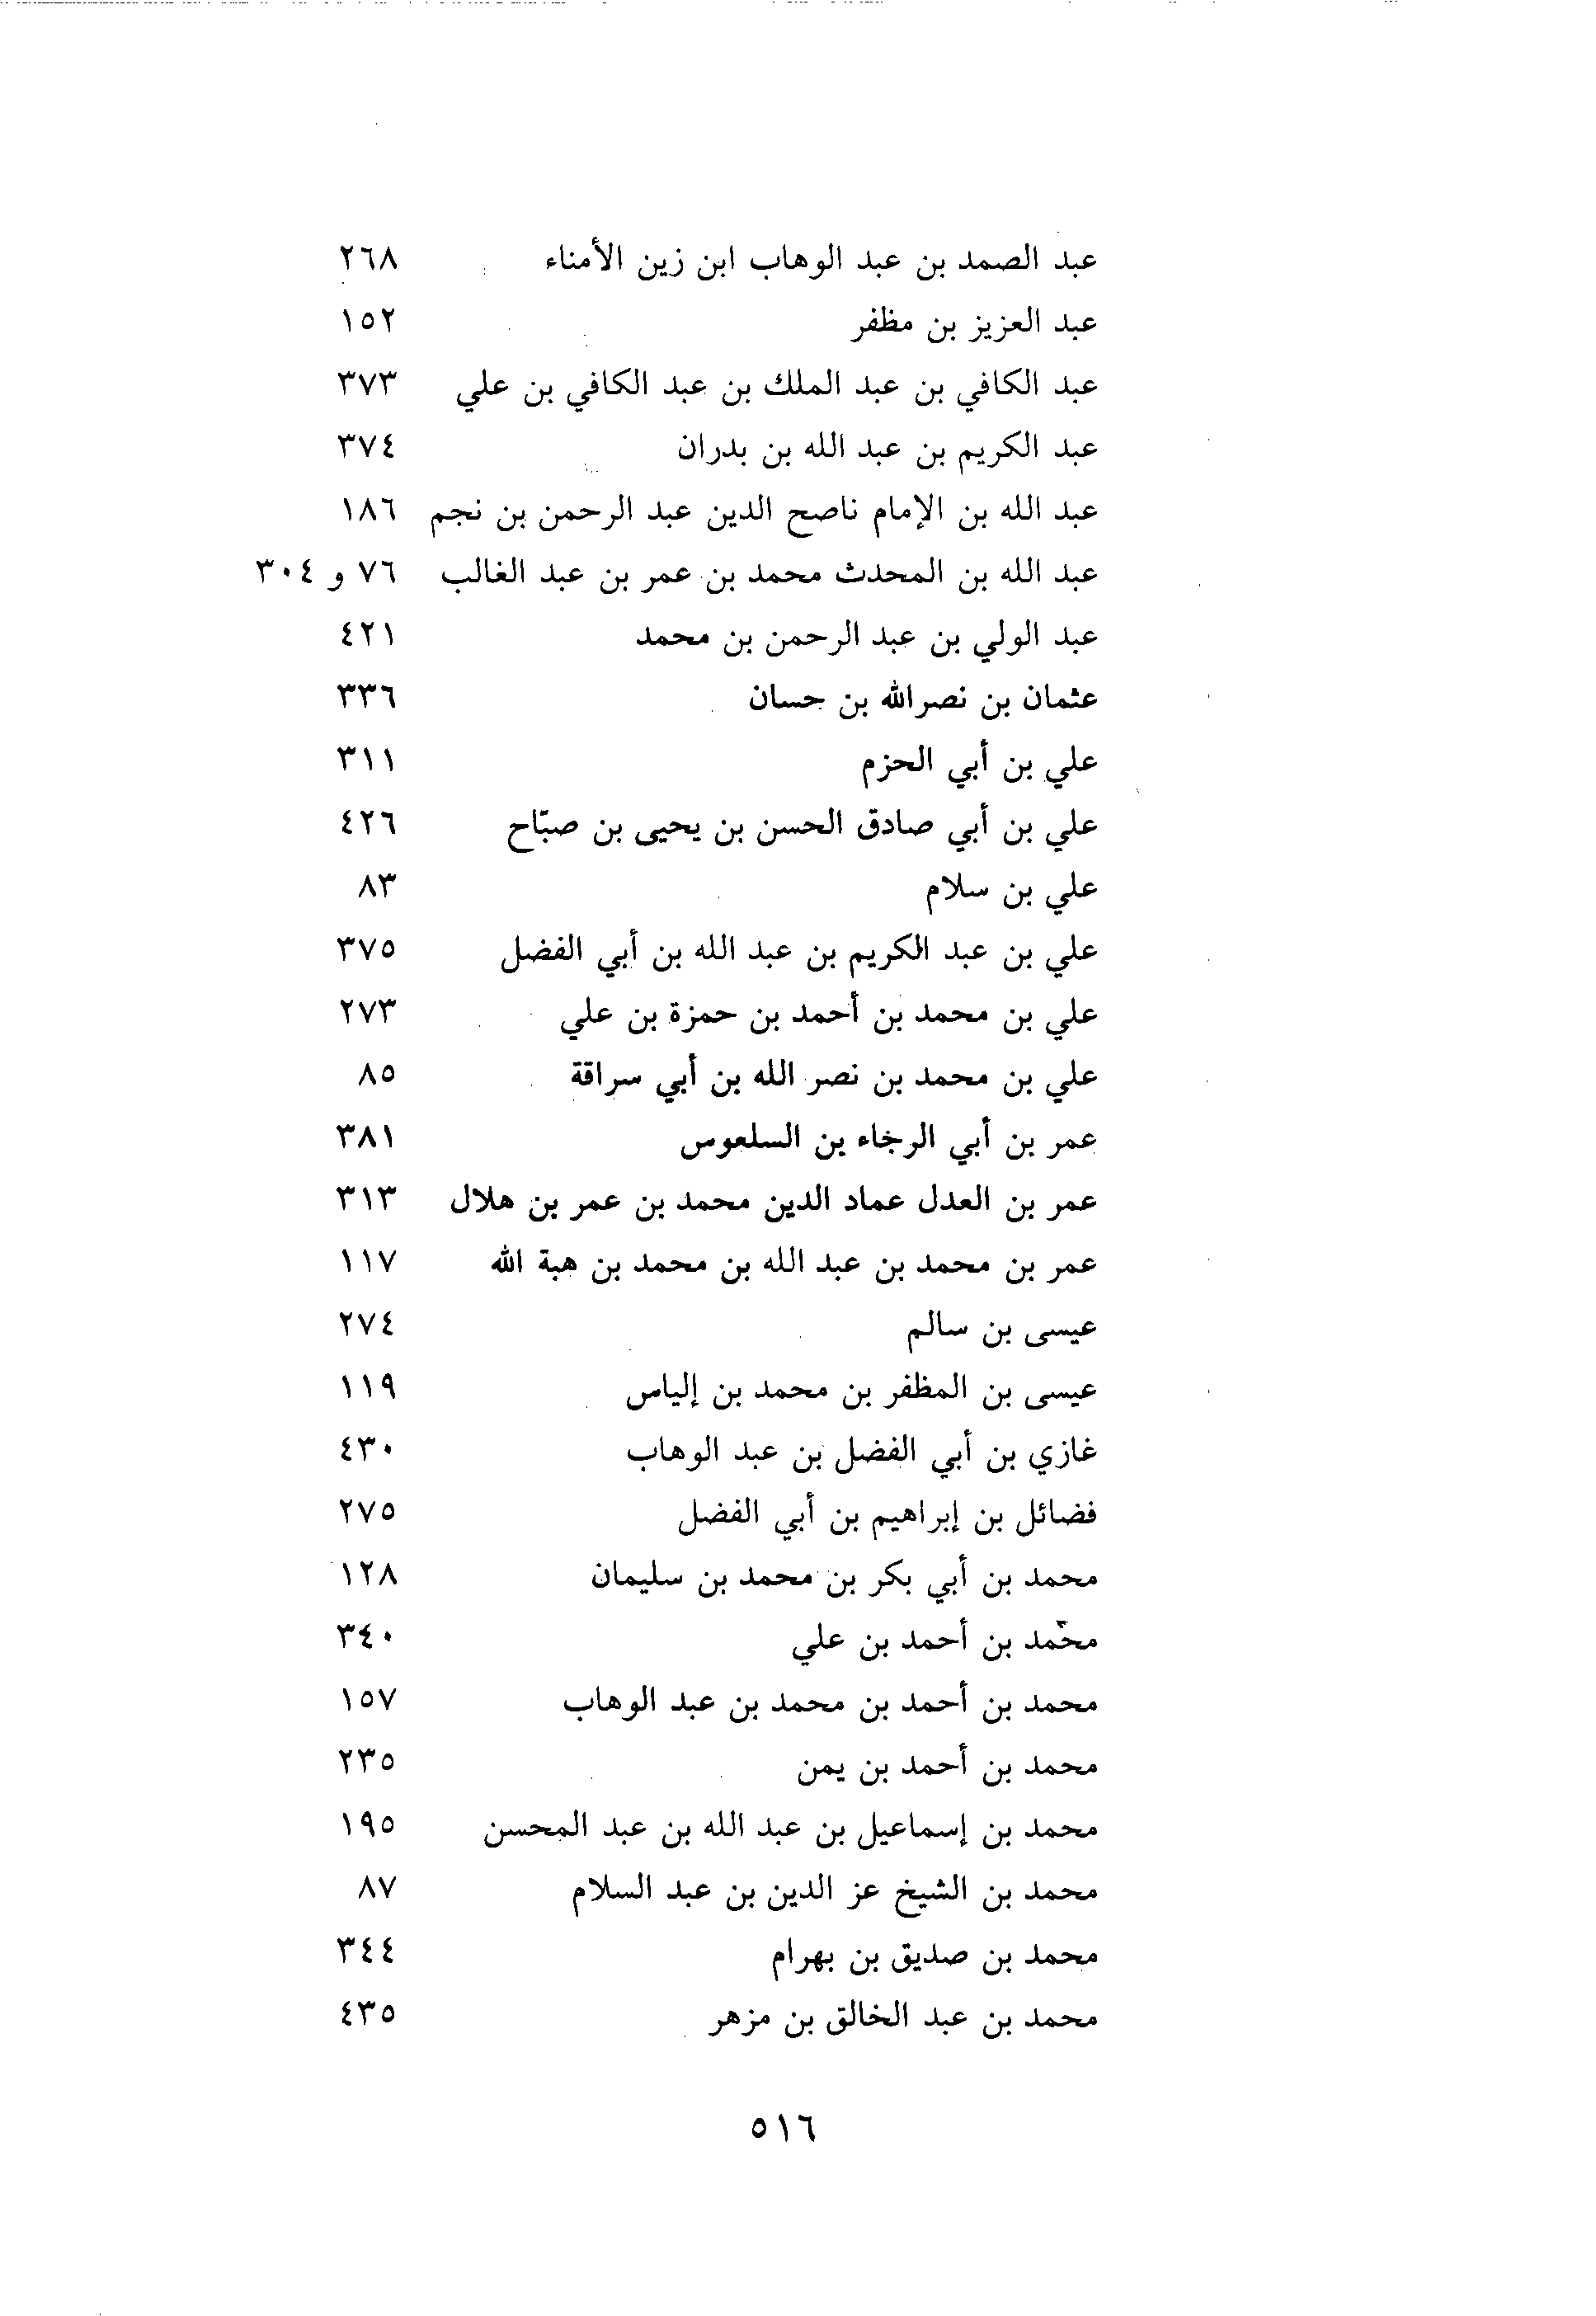 عبد الصمد بن عبد الوهاب ابن زين الأمناء ٢٦٨
عبد العزيز بن مظفر ١٥٢
عبد الكافي بن عبد الملك بن عبد الكافي بن علي ٣٧٣
عبد الكريم بن عبد الله بن بدران ٣٧٤
عبد الله بن الإمام ناصح الدين عبد الرحمن بن نجم ١٨٦
عبد الله بن المحدث محمد بن عمر بن عبد الغالب ٧٦ و ٣٠٤
عبد الولي بن عبد الرحمن بن محمد ٤٢١
عثمان بن نصرالله بن حسان ٣٣٦
علي بن أبي الحزم ٣١١
علي بن أبي صادق الحسن بن يحيى بن صبّاح ٤٢٦
علي بن سلام ٨٣
علي بن عبد الكريم بن عبد الله بن أبي الفضل ٣٧٥
علي بن محمد بن أحمد بن حمزة بن علي ٢٧٣
علي بن محمد بن نصر الله بن أبي سراقة ٨٥
عمر بن أبي الرجاء بن السلعوس ٣٨١
عمر بن العدل عماد الدين محمد بن عمر بن هلال ٣١٣
عمر بن محمد بن عبد الله بن محمد بن هبة الله ١١٧
عيسى بن سالم ٢٧٤
عيسى بن المظفر بن محمد بن إلياس ١١٩
غازي بن أبي الفضل بن عبد الوهاب ٤٣٠
فضائل بن إبراهيم بن أبي الفضل ٢٧٥
محمد بن أبي بكر بن محمد بن سليمان ١٢٨
محمد بن أحمد بن علي ٣٤٠
محمد بن أحمد بن محمد بن عبد الوهاب ١٥٧
محمد بن أحمد بن يمن ٢٣٥
محمد بن إسماعيل بن عبد الله بن عبد المحسن ١٩٥
محمد بن الشيخ عز الدين بن عبد السلام ٨٧
محمد بن صديق بن بهرام ٣٤٤
محمد بن عبد الخالق بن مزهر ٤٣٥
٥١٦